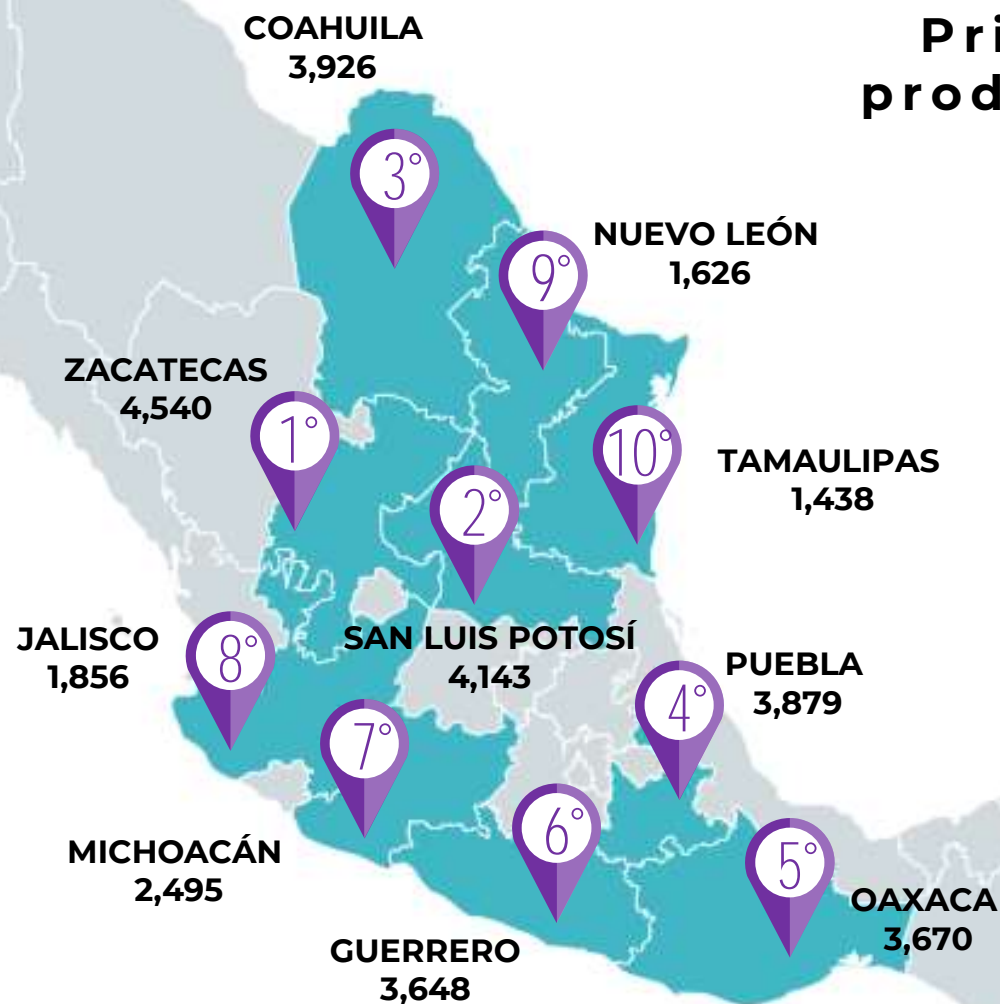 COAHUILA
3,926
3°
NUEVO LEÓN
1,626
9°
ZACATECAS
4,540
1°
10°
TAMAULIPAS
1,438
2°
SAN LUIS POTOSÍ
4,143
JALISCO
1,856
8°
PUEBLA
3,879
4°
7°
MICHOACÁN
2,495
6°
GUERRERO
3,648
5°
OAXACA
3,670